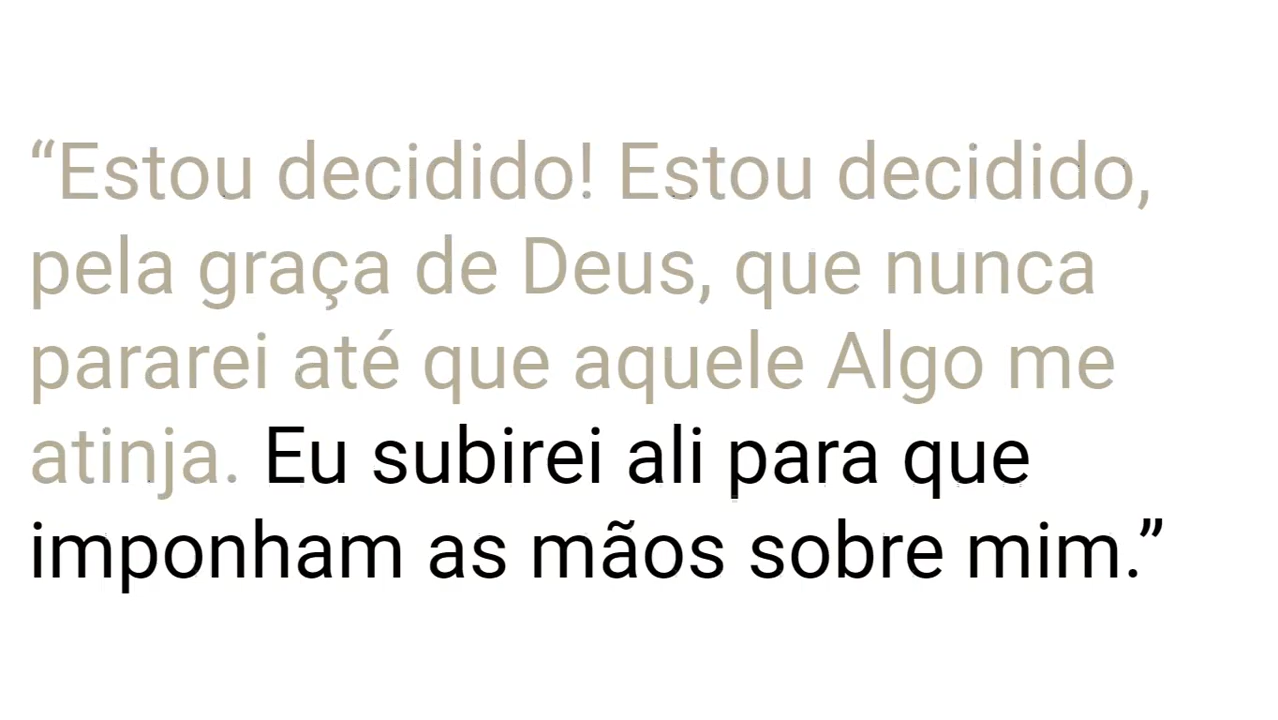 “Estou decidido! Estou decidido,
pela graça de Deus, que nunca
pararei até que aquele Algo me
atinja. Eu subirei ali para que
imponham as mãos sobre mim.”